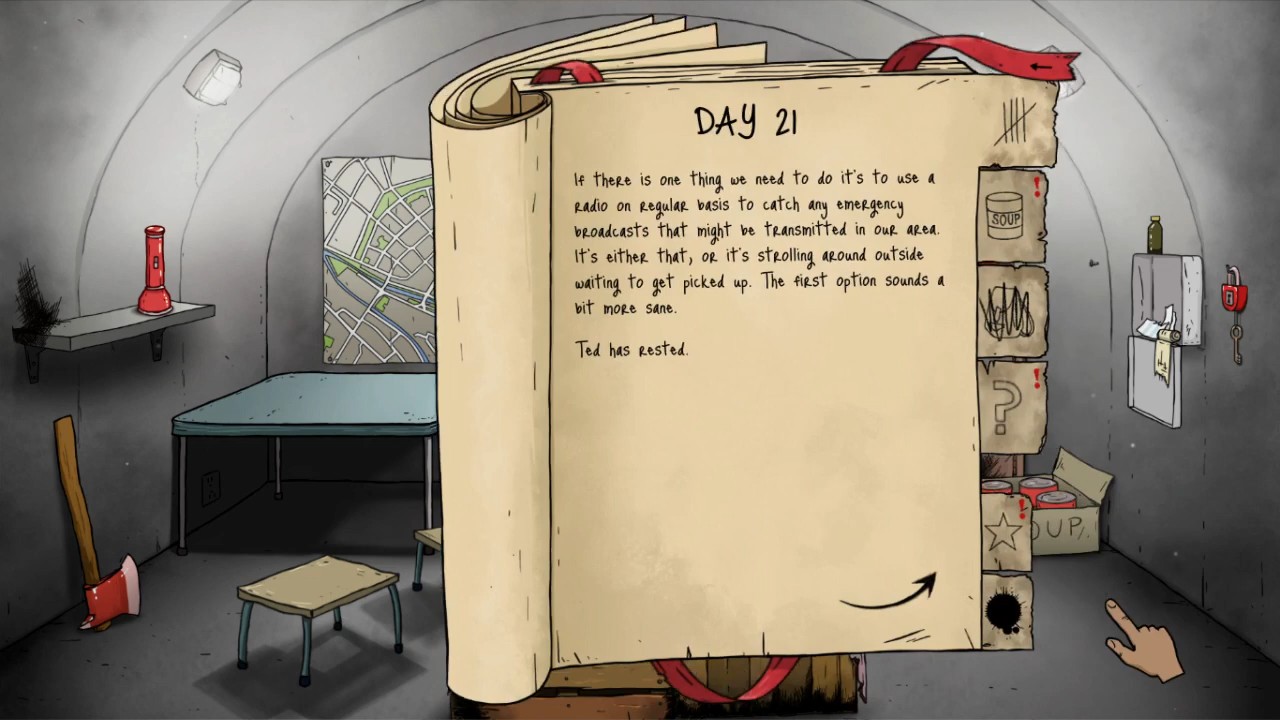 DAY 21
If there is one thing we need to do it's to use a
radio on regular basis to catch any emergency
broadcasts that might be transmitted in our area.
It's either that, or it's strolling around outside
waiting to get picked up. The first option sounds a
bit more sane.
Ted has rested.
SOUP
!
?
!
!
OUP